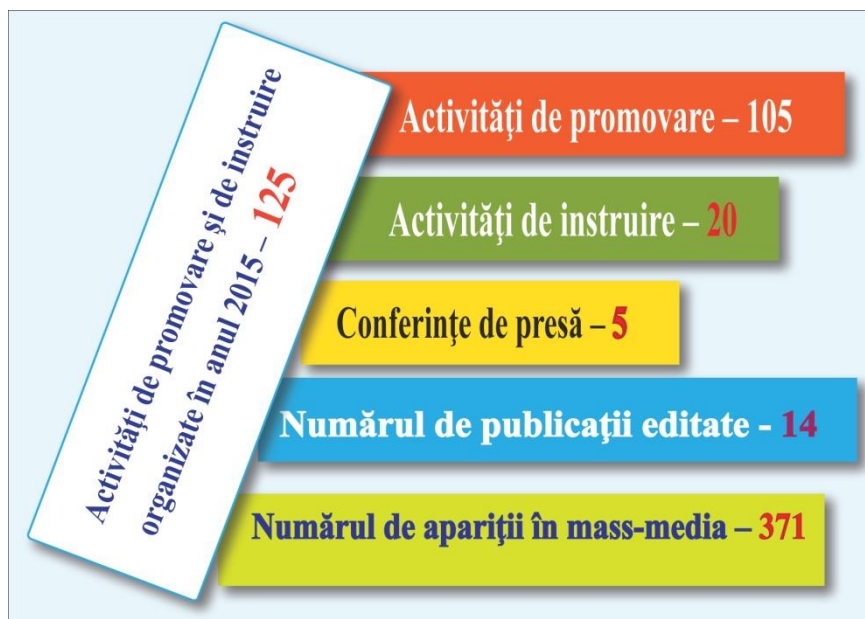 Activităţi de promovare şi de instruire
organizate în anul 2015 – 125
Activităţi de promovare – 105
Activităţi de instruire – 20
Conferinţe de presă – 5
Numărul de publicaţii editate - 14
Numărul de apariţii în mass-media – 371